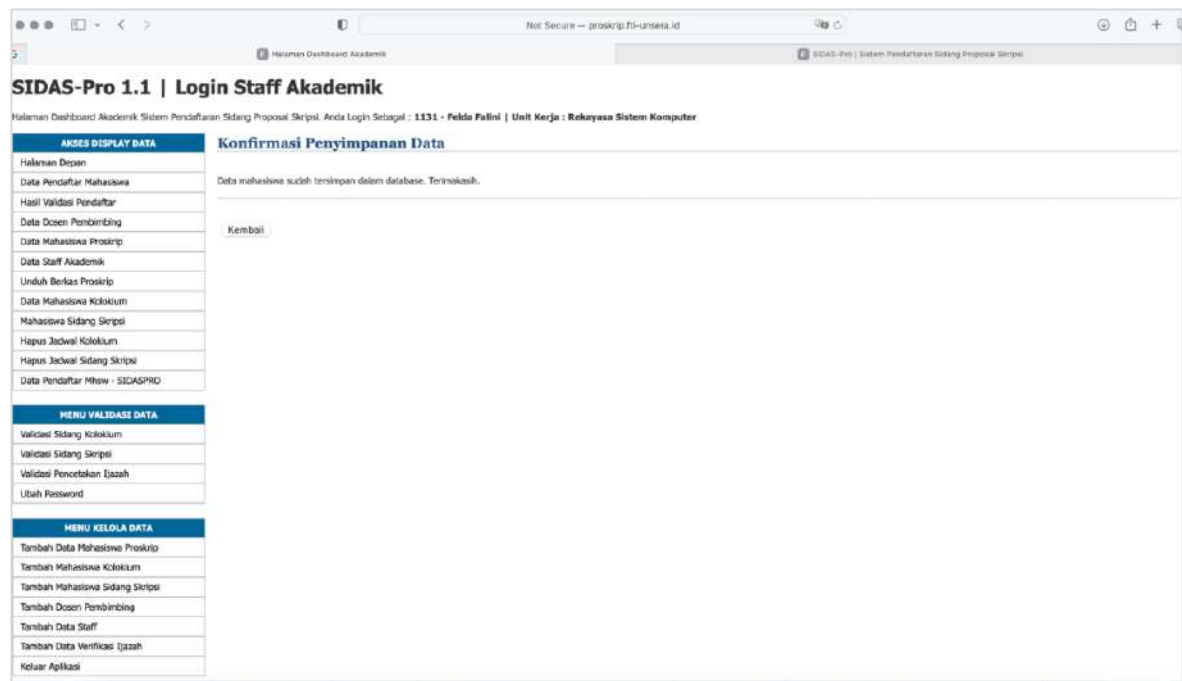 Not Secure — proskrip.fti-unsera.id
Halaman Dashboard Akademik
SIDAS-Pro | Sistem Pendaftaran Sidang Proposal Skripsi
SIDAS-Pro 1.1 | Login Staff Akademik
Halaman Dashboard Akademik Sistem Pendaftaran Sidang Proposal Skripsi. Anda Login Sebagai : 1131 - Felda Falini | Unit Kerja : Rekayasa Sistem Komputer
AKSES DISPLAY DATA
Halaman Depan
Data Pendaftar Mahasiswa
Hasil Validasi Pendaftar
Data Dosen Pembimbing
Data Mahasiswa Proskrip
Data Staff Akademik
Unduh Berkas Proskrip
Data Mahasiswa Kolokium
Mahasiswa Sidang Skripsi
Hapus Jadwal Kolokium
Hapus Jadwal Sidang Skripsi
Data Pendaftar Mhsw - SIDASPRO
MENU VALIDASI DATA
Validasi Sidang Kolokium
Validasi Sidang Skripsi
Validasi Pencetakan Ijazah
Ubah Password
MENU KELOLA DATA
Tambah Data Mahasiswa Proskrip
Tambah Mahasiswa Kolokium
Tambah Mahasiswa Sidang Skripsi
Tambah Dosen Pembimbing
Tambah Data Staff
Tambah Data Verifikasi Ijazah
Keluar Aplikasi
Konfirmasi Penyimpanan Data
Data mahasiswa sudah tersimpan dalam database. Terimakasih.
Kembali